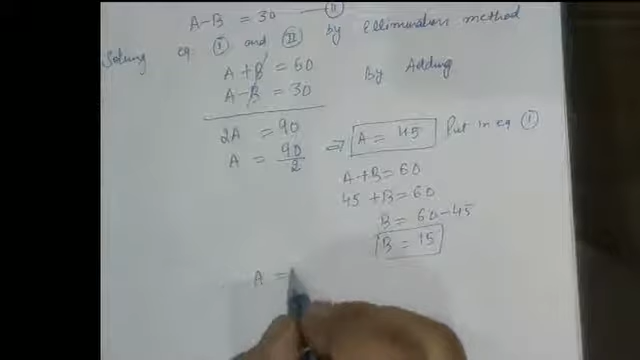 A-B = 30 — II
Solving eq. I and II by Ellimination method
A + B = 60 By Adding
A - B = 30
2A = 90
A = 90/2 ⇒ A = 45 Put in eq I
A + B = 60
45 + B = 60
B = 60-45
B = 15
A =